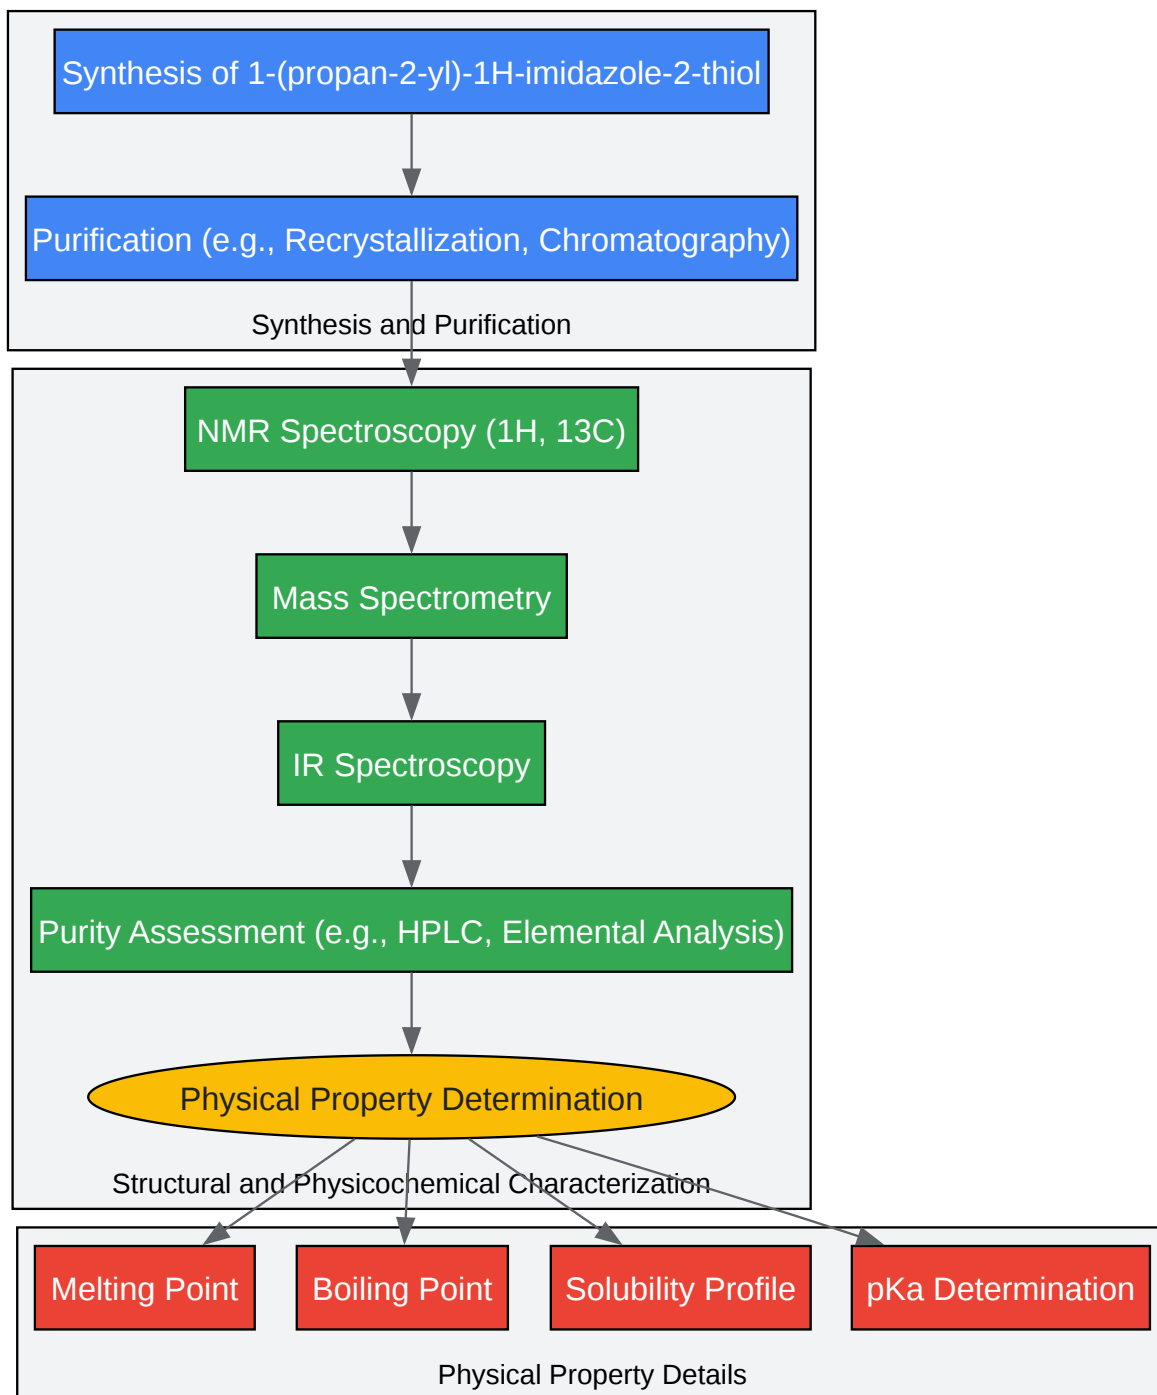 Synthesis of 1-(propan-2-yl)-1H-imidazole-2-thiol
Purification (e.g., Recrystallization, Chromatography)
Synthesis and Purification
NMR Spectroscopy (1H, 13C)
Mass Spectrometry
IR Spectroscopy
Purity Assessment (e.g., HPLC, Elemental Analysis)
Physical Property Determination
Structural and Physicochemical Characterization
Melting Point
Boiling Point
Solubility Profile
pKa Determination
Physical Property Details